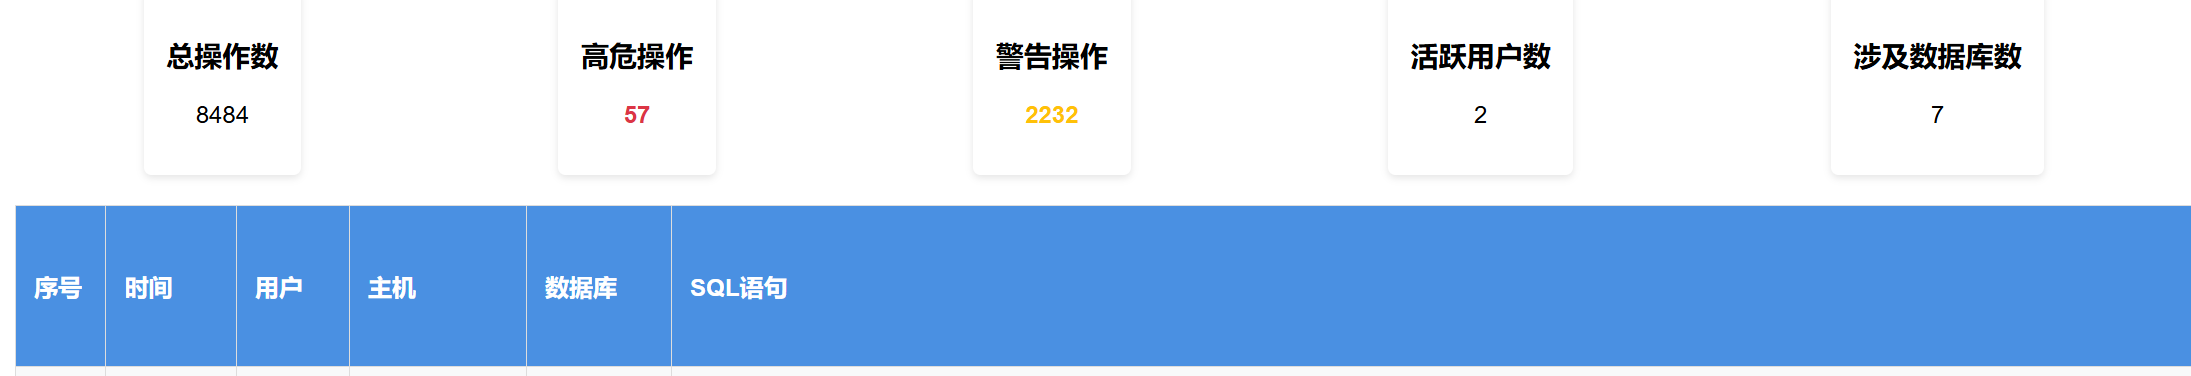 总操作数 高危操作 警告操作 活跃用户数 涉及数据库数
8484 57 2232 2 7
序号 时间 用户 主机 数据库 SQL语句